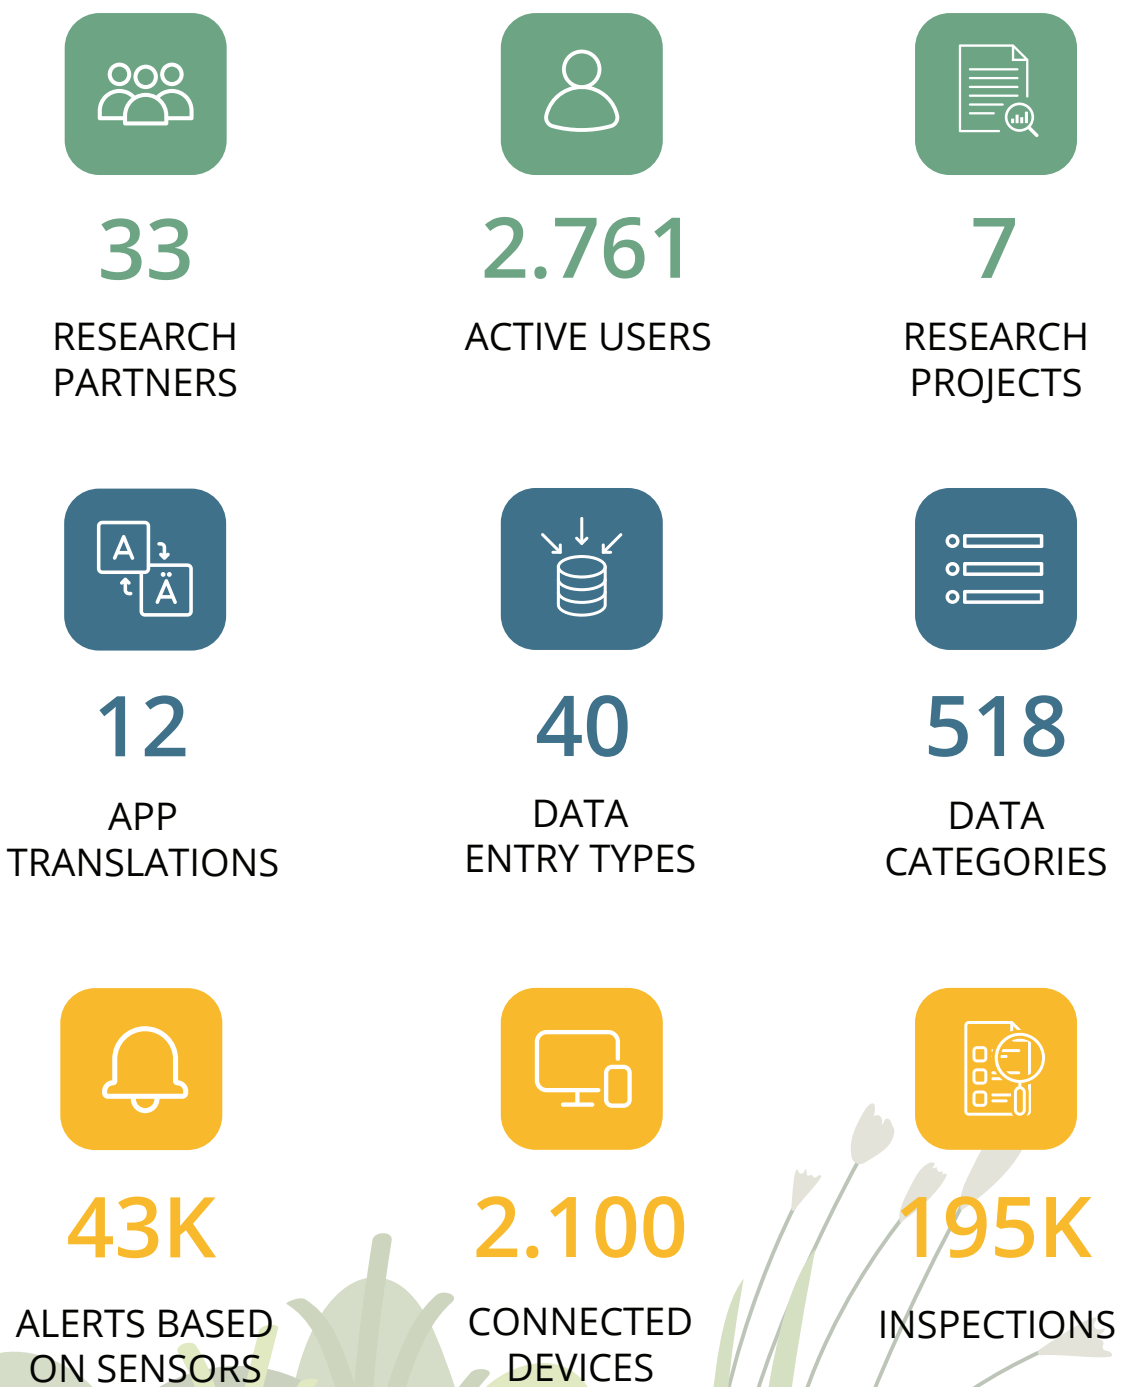 33
RESEARCH
PARTNERS
2.761
ACTIVE USERS
7
RESEARCH
PROJECTS
A
Ä
12
APP
TRANSLATIONS
40
DATA
ENTRY TYPES
518
DATA
CATEGORIES
43K
ALERTS BASED
ON SENSORS
2.100
CONNECTED
DEVICES
195K
INSPECTIONS